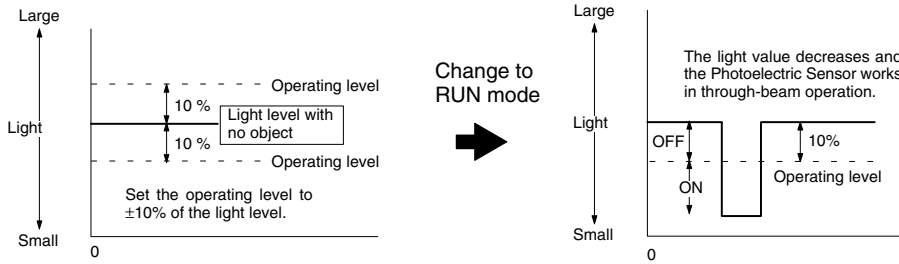 Large
Operating level
10 %
Light level with
no object
Light
10 %
Operating level
Set the operating level to
±10% of the light level.
Small
0
Change to
RUN mode
Large
The light value decreases and
the Photoelectric Sensor works
in through-beam operation.
Light
OFF
10%
Operating level
ON
Small
0